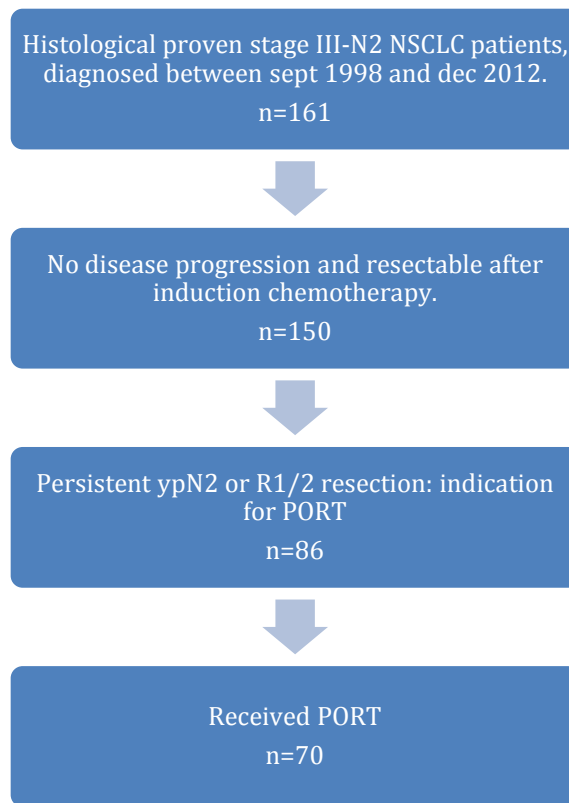 Histological proven stage III-N2 NSCLC patients,
diagnosed between sept 1998 and dec 2012.
n=161
No disease progression and resectable after
induction chemotherapy.
n=150
Persistent ypN2 or R1/2 resection: indication
for PORT
n=86
Received PORT
n=70